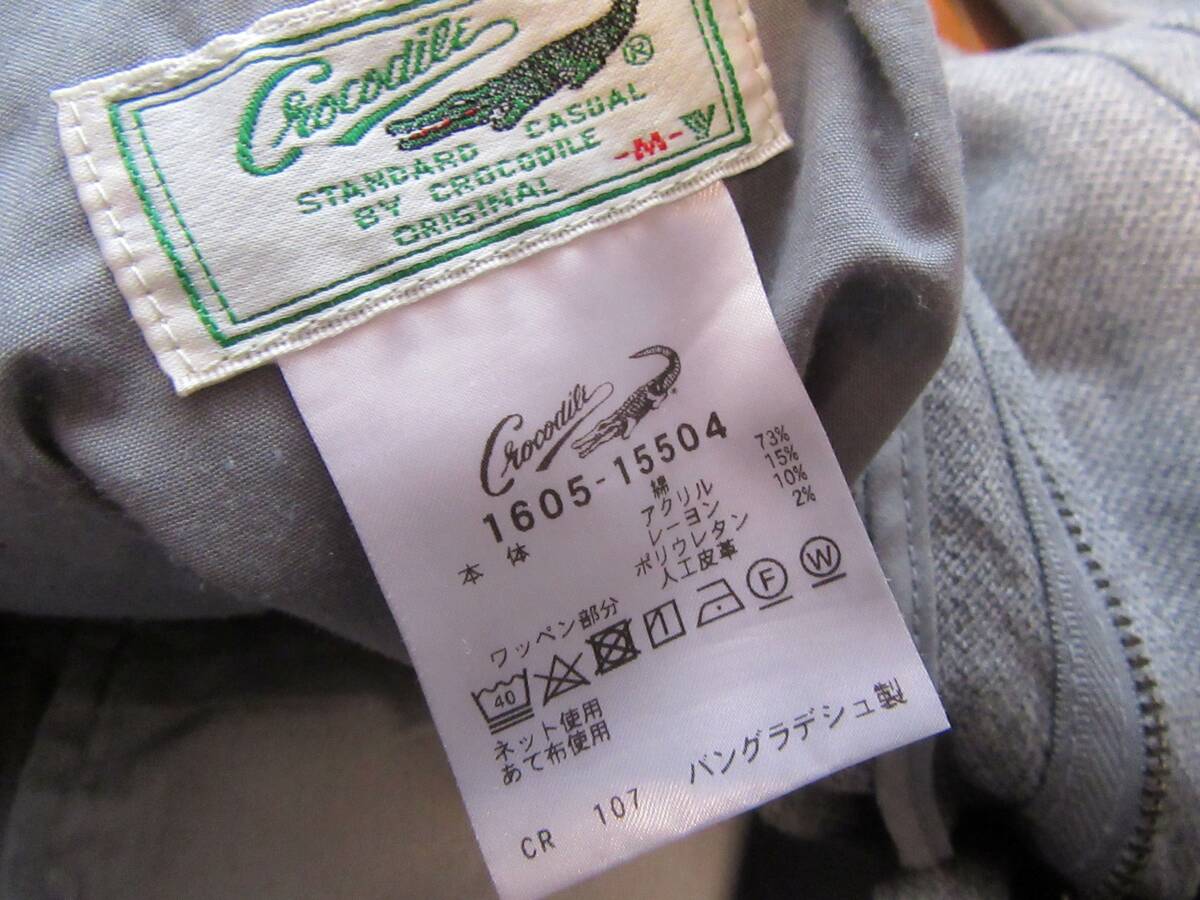 Crocodile
®
STANDARD CASUAL
BY CROCODILE
ORIGINAL
-M-
Crocodile
1605-15504
本体 綿 73%
アクリル 15%
レーヨン 10%
ポリウレタン 2%
ワッペン部分 人工皮革
40 F W
ネット使用
あて布使用
CR 107 バングラデシュ製